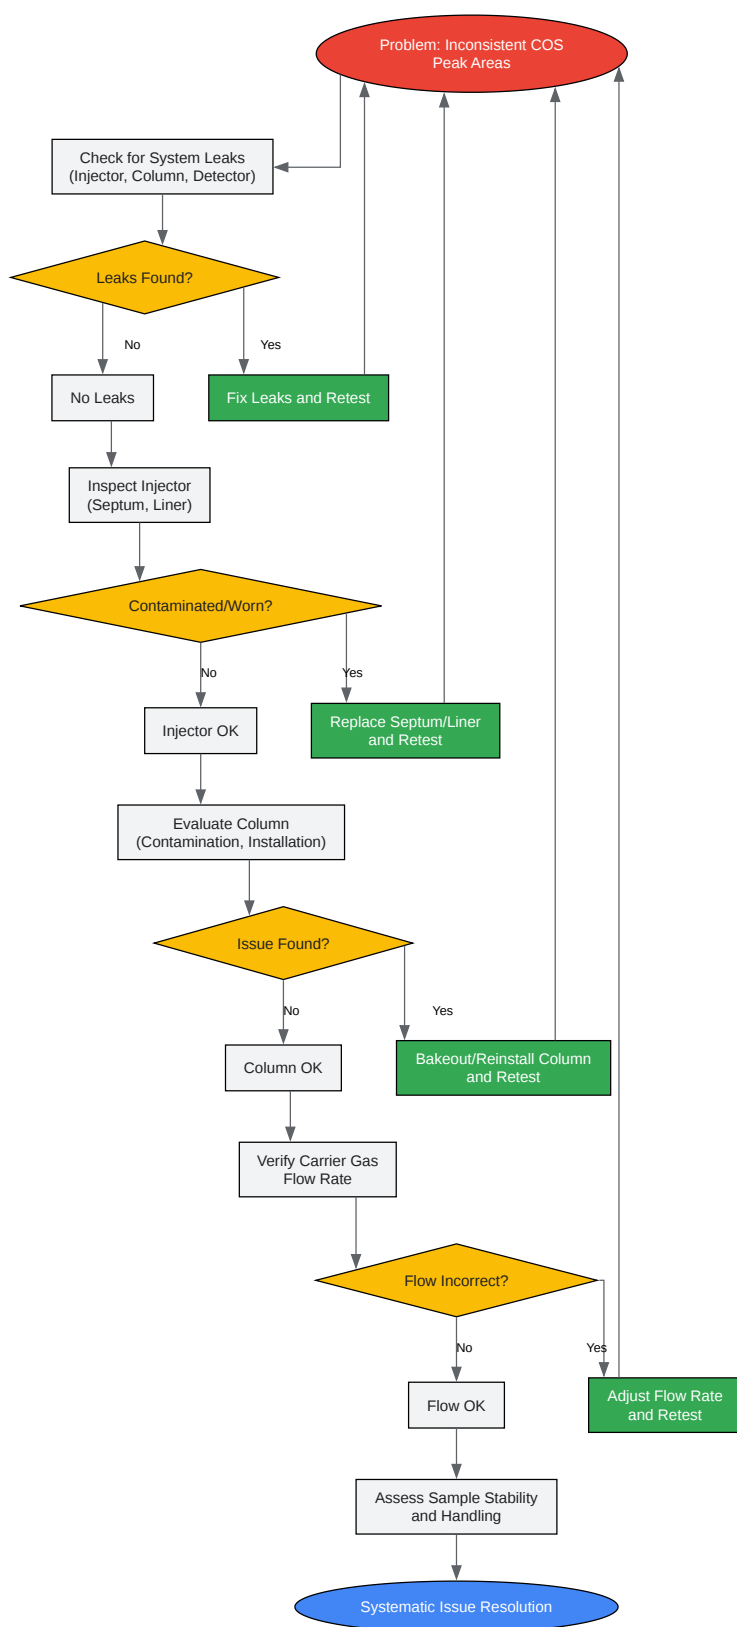 Problem: Inconsistent COS
Peak Areas
Check for System Leaks
(Injector, Column, Detector)
Leaks Found?
No
Yes
No Leaks
Fix Leaks and Retest
Inspect Injector
(Septum, Liner)
Contaminated/Worn?
No
Yes
Injector OK
Replace Septum/Liner
and Retest
Evaluate Column
(Contamination, Installation)
Issue Found?
No
Yes
Column OK
Bakeout/Reinstall Column
and Retest
Verify Carrier Gas
Flow Rate
Flow Incorrect?
No
Yes
Flow OK
Adjust Flow Rate
and Retest
Assess Sample Stability
and Handling
Systematic Issue Resolution